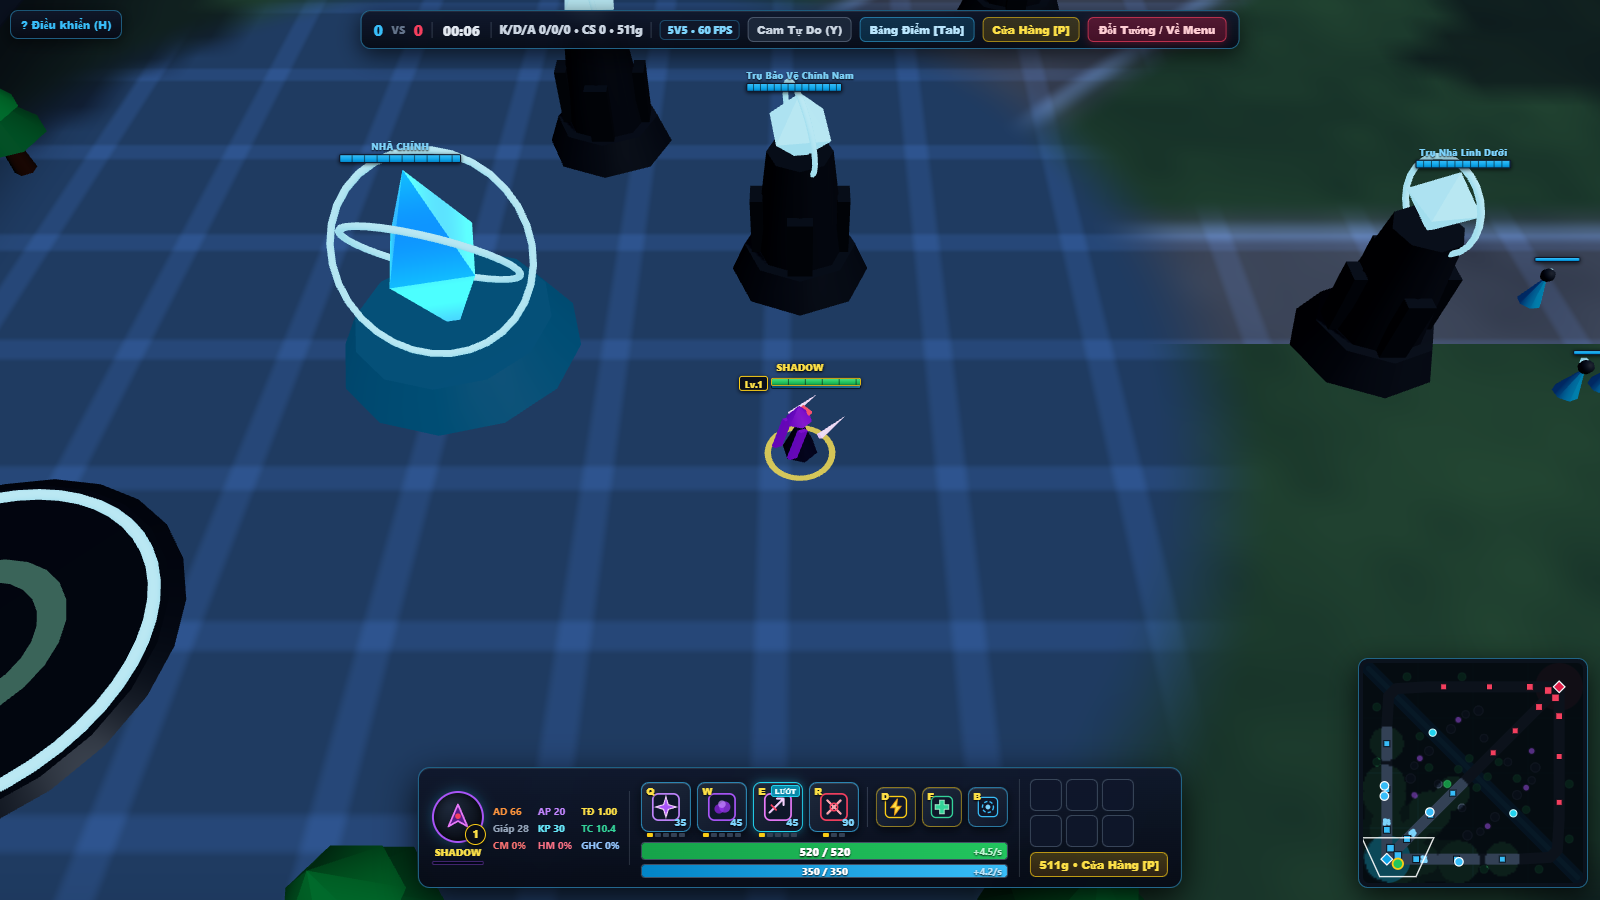 ? Điều khiển (H)
0 VS 0 00:06 K/D/A 0/0/0 • CS 0 • 511g 5V5 • 60 FPS Cam Tự Do (Y) Bảng Điểm [Tab] Cửa Hàng [P] Đổi Tướng / Về Menu
Trụ Bảo Vệ Chính Nam
NHÀ CHÍNH
Trụ Nhà Lính Dưới
SHADOW
Lv.1
Q 35 W 45 E LƯỚT 45 R 90 D F B
1
SHADOW
AD 66 AP 20 TĐ 1.00
Giáp 28 KP 30 TC 10.4
CM 0% HM 0% GHC 0%
520 / 520 +4.5/s
350 / 350 +4.2/s
511g • Cửa Hàng [P]